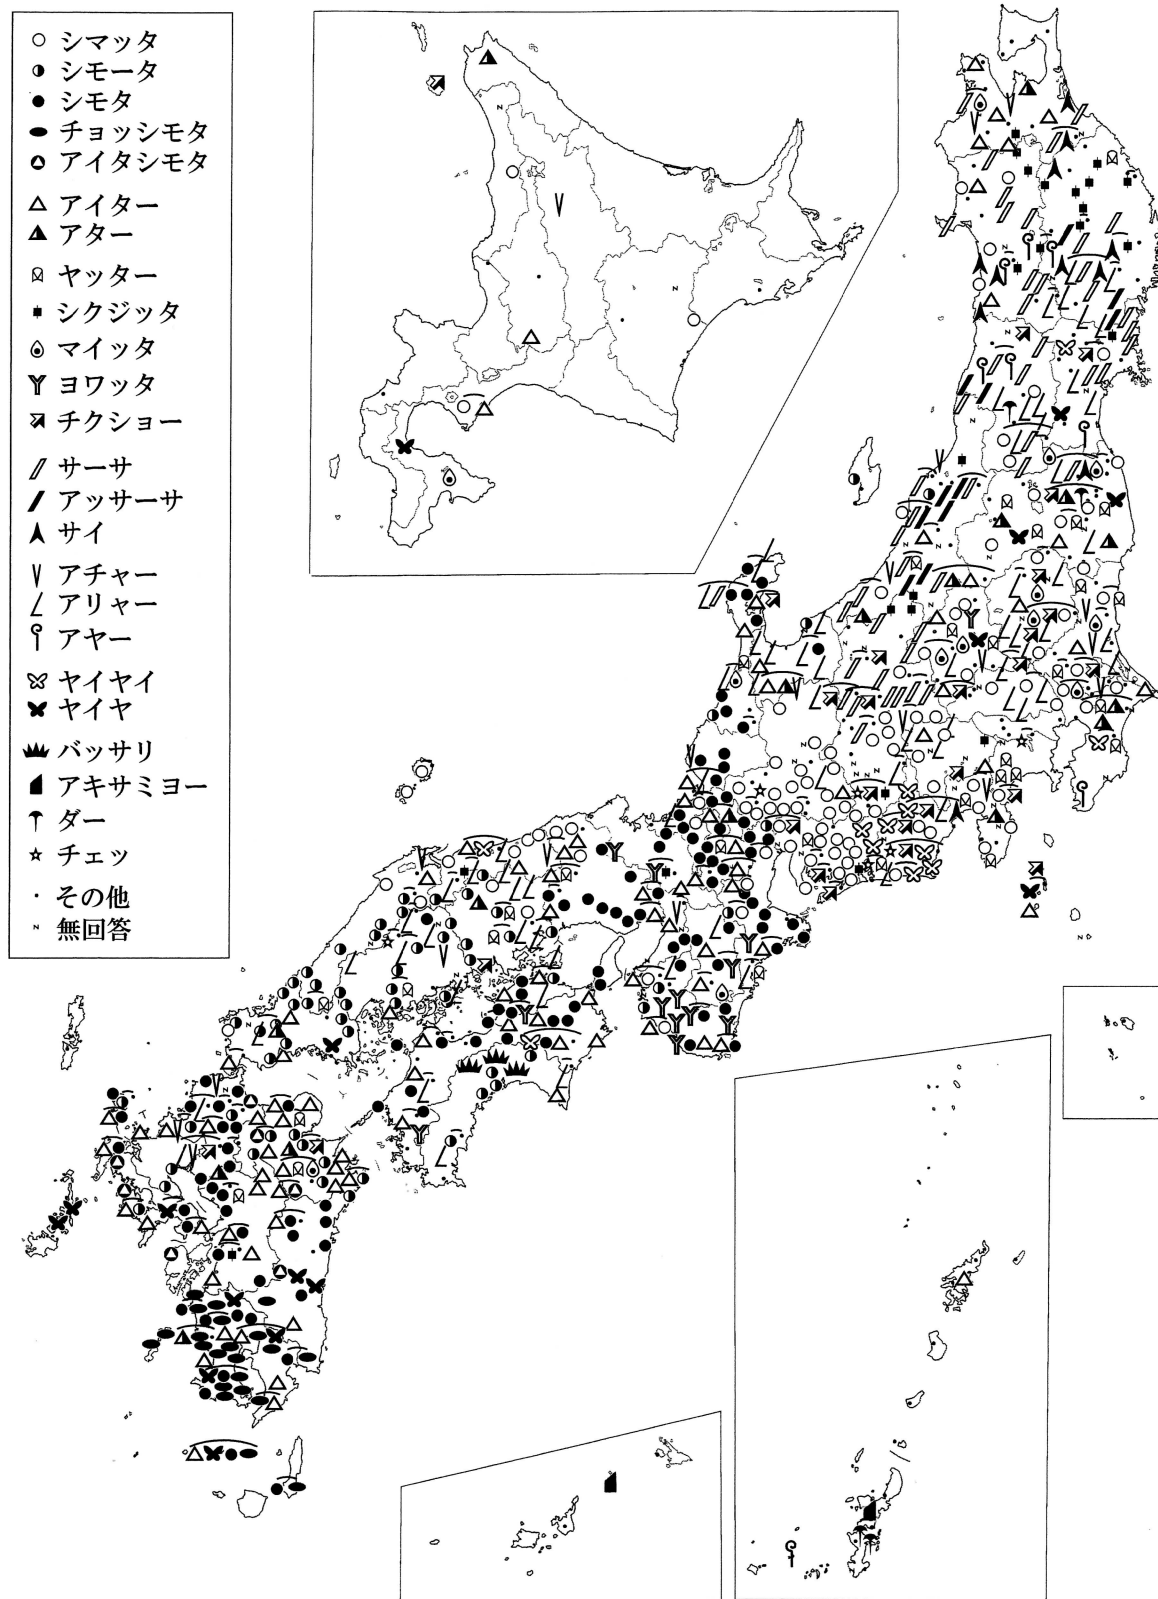 シマッタ
シモータ
シモタ
チョッシモタ
アイタシモタ
アイター
アター
ヤッター
シクジッタ
マイッタ
ヨワッタ
チクショー
サーサ
アッサーサ
サイ
アチャー
アリャー
アヤー
ヤイヤイ
ヤイヤ
バッサリ
アキサミヨー
ダー
チェッ
その他
無回答